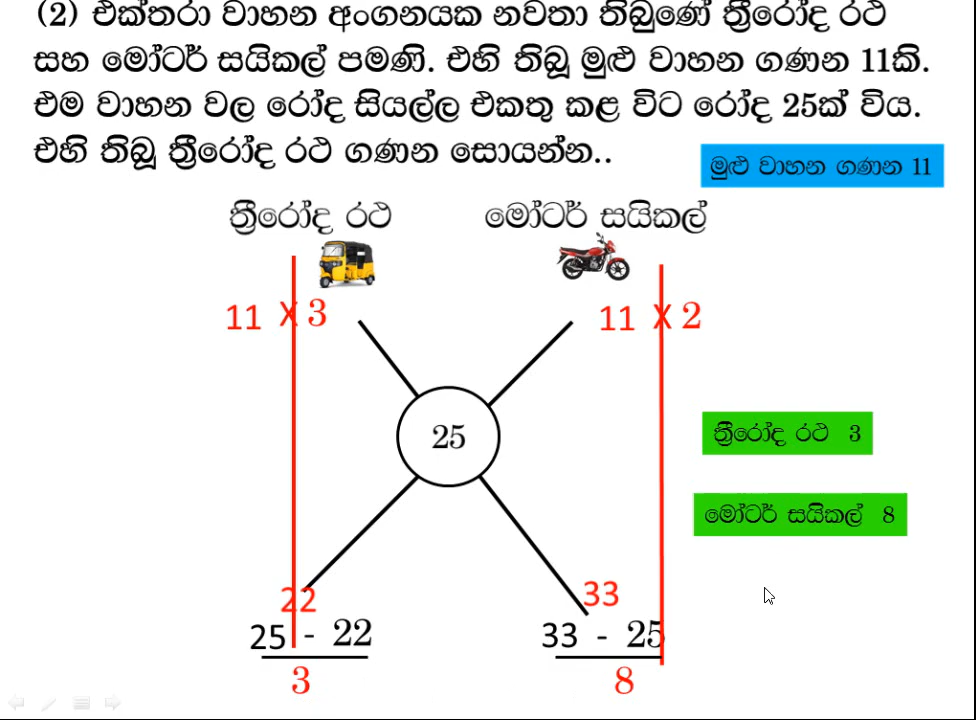 (2) එක්තරා වාහන අංගනයක නවතා තිබුණේ ත්‍රීරෝද රථ
සහ මෝටර් සයිකල් පමණි. එහි තිබූ මුළු වාහන ගණන 11කි.
එම වාහන වල රෝද සියල්ල එකතු කළ විට රෝද 25ක් විය.
එහි තිබූ ත්‍රීරෝද රථ ගණන සොයන්න..
මුළු වාහන ගණන 11
ත්‍රීරෝද රථ මෝටර් සයිකල්
11 X 3 11 X 2
25
ත්‍රීරෝද රථ 3
මෝටර් සයිකල් 8
22 33
25 - 22 33 - 25
3 8